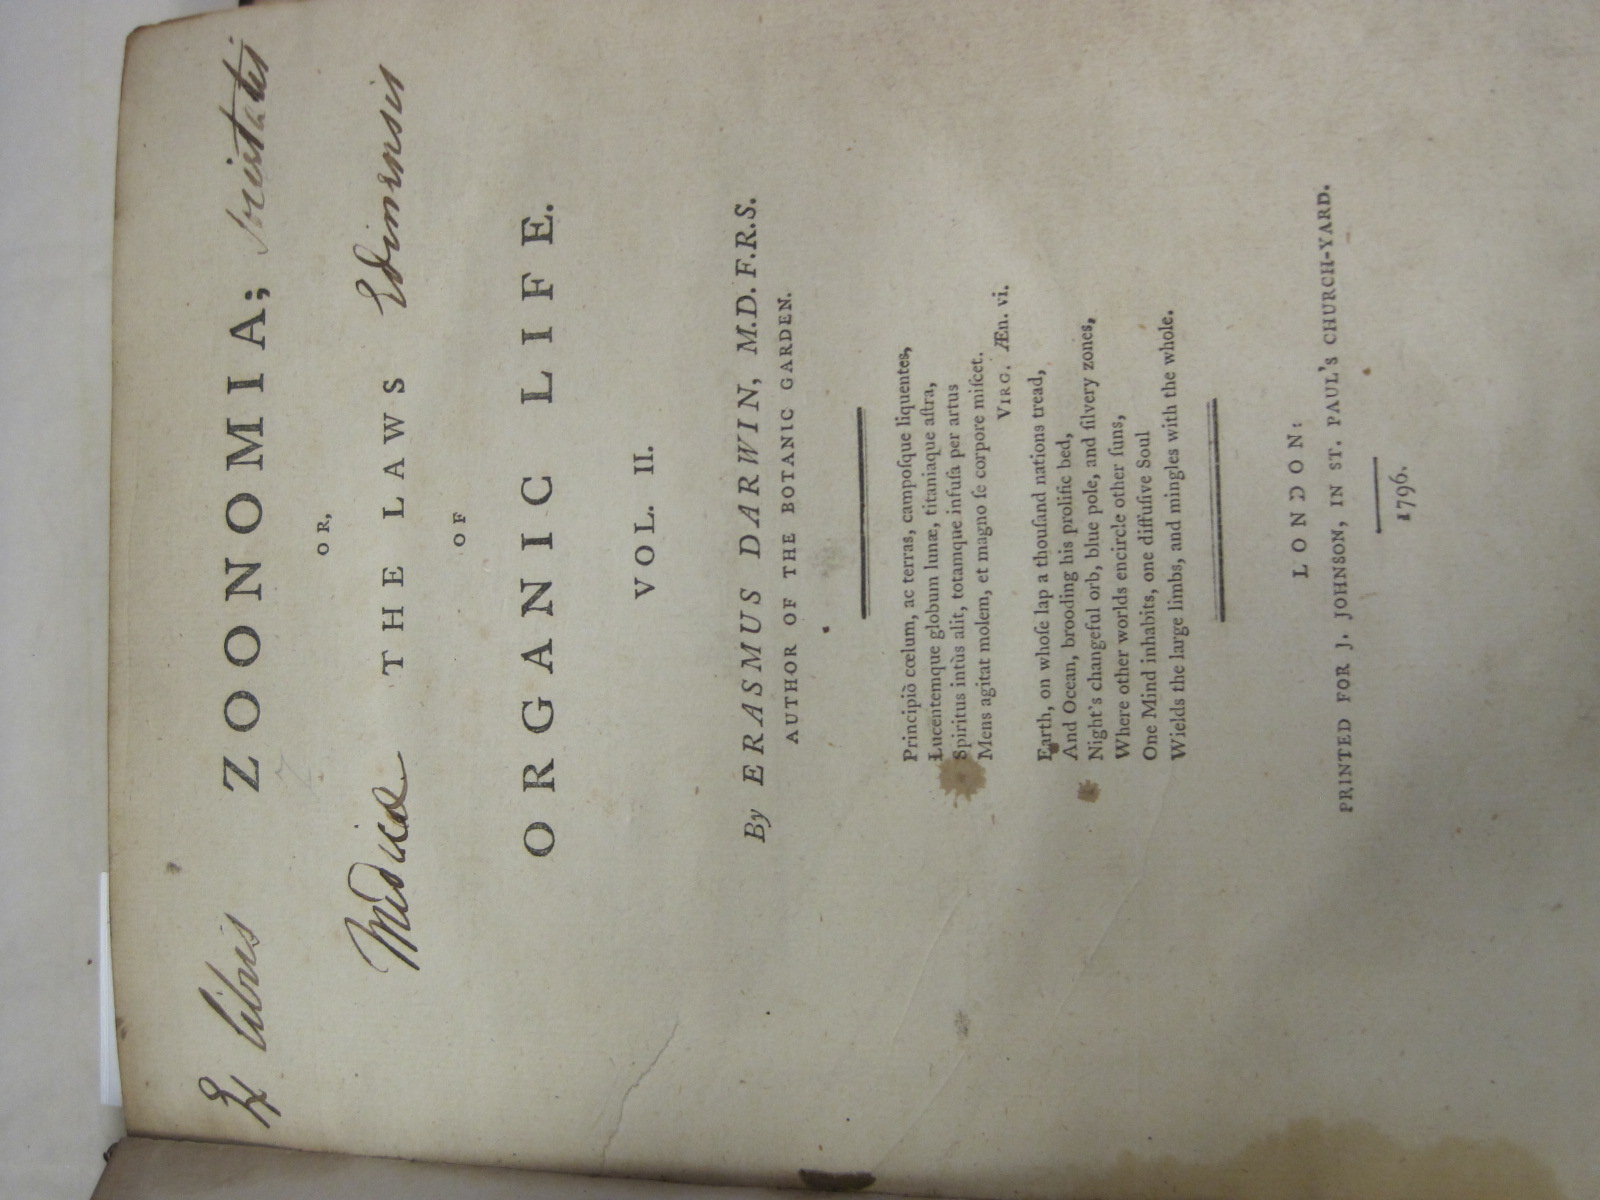 Ex libris Societatis
ZOONOMIA;
OR,
Medicæ Edinensis
THE LAWS
OF
ORGANIC LIFE.
VOL. II.
By ERASMUS DARWIN, M.D. F.R.S.
AUTHOR OF THE BOTANIC GARDEN.
Principiò cœlum, ac terras, campoſque liquentes,
Lucentemque globum lunæ, titaniaque aſtra,
Spiritus intùs alit, totamque infuſa per artus
Mens agitat molem, et magno ſe corpore miſcet.
VIRG. Æn. vi.
Earth, on whoſe lap a thouſand nations tread,
And Ocean, brooding his prolific bed,
Night's changeful orb, blue pole, and ſilvery zones,
Where other worlds encircle other ſuns,
One Mind inhabits, one diffuſive Soul
Wields the large limbs, and mingles with the whole.
LONDON:
PRINTED FOR J. JOHNSON, IN ST. PAUL'S CHURCH-YARD.
1796.